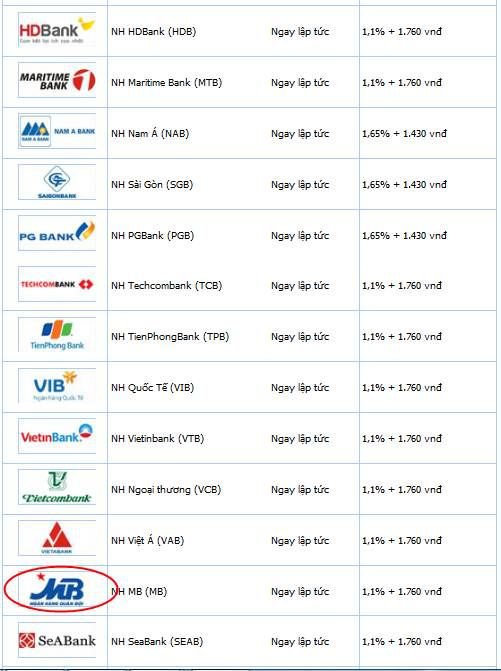 HDBank
Cam kết lợi ích cao nhất
NH HDBank (HDB) Ngay lập tức 1,1% + 1.760 vnđ
MARITIME
BANK
NH Maritime Bank (MTB) Ngay lập tức 1,1% + 1.760 vnđ
NAM A BANK
NAM A BANK
NH Nam Á (NAB) Ngay lập tức 1,65% + 1.430 vnđ
SAIGONBANK
NH Sài Gòn (SGB) Ngay lập tức 1,65% + 1.430 vnđ
PG BANK
NH PGBank (PGB) Ngay lập tức 1,65% + 1.430 vnđ
TECHCOMBANK
NH Techcombank (TCB) Ngay lập tức 1,1% + 1.760 vnđ
TienPhong Bank
NH TienPhongBank (TPB) Ngay lập tức 1,1% + 1.760 vnđ
VIB
Ngân hàng Quốc Tế
NH Quốc Tế (VIB) Ngay lập tức 1,1% + 1.760 vnđ
VietinBank
NH Vietinbank (VTB) Ngay lập tức 1,1% + 1.760 vnđ
Vietcombank
NH Ngoại thương (VCB) Ngay lập tức 1,1% + 1.760 vnđ
VIETABANK
NH Việt Á (VAB) Ngay lập tức 1,1% + 1.760 vnđ
MB
NGÂN HÀNG QUÂN ĐỘI
NH MB (MB) Ngay lập tức 1,1% + 1.760 vnđ
SeABank
NH SeaBank (SEAB) Ngay lập tức 1,1% + 1.760 vnđ